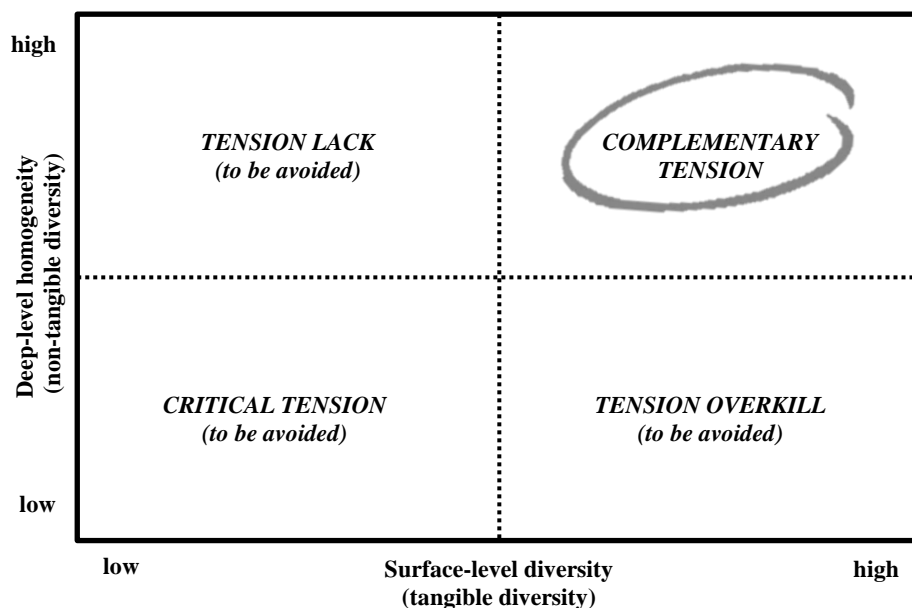 high
TENSION LACK
(to be avoided)
COMPLEMENTARY
TENSION
Deep-level homogeneity
(non-tangible diversity)
CRITICAL TENSION
(to be avoided)
TENSION OVERKILL
(to be avoided)
low
low
Surface-level diversity
(tangible diversity)
high